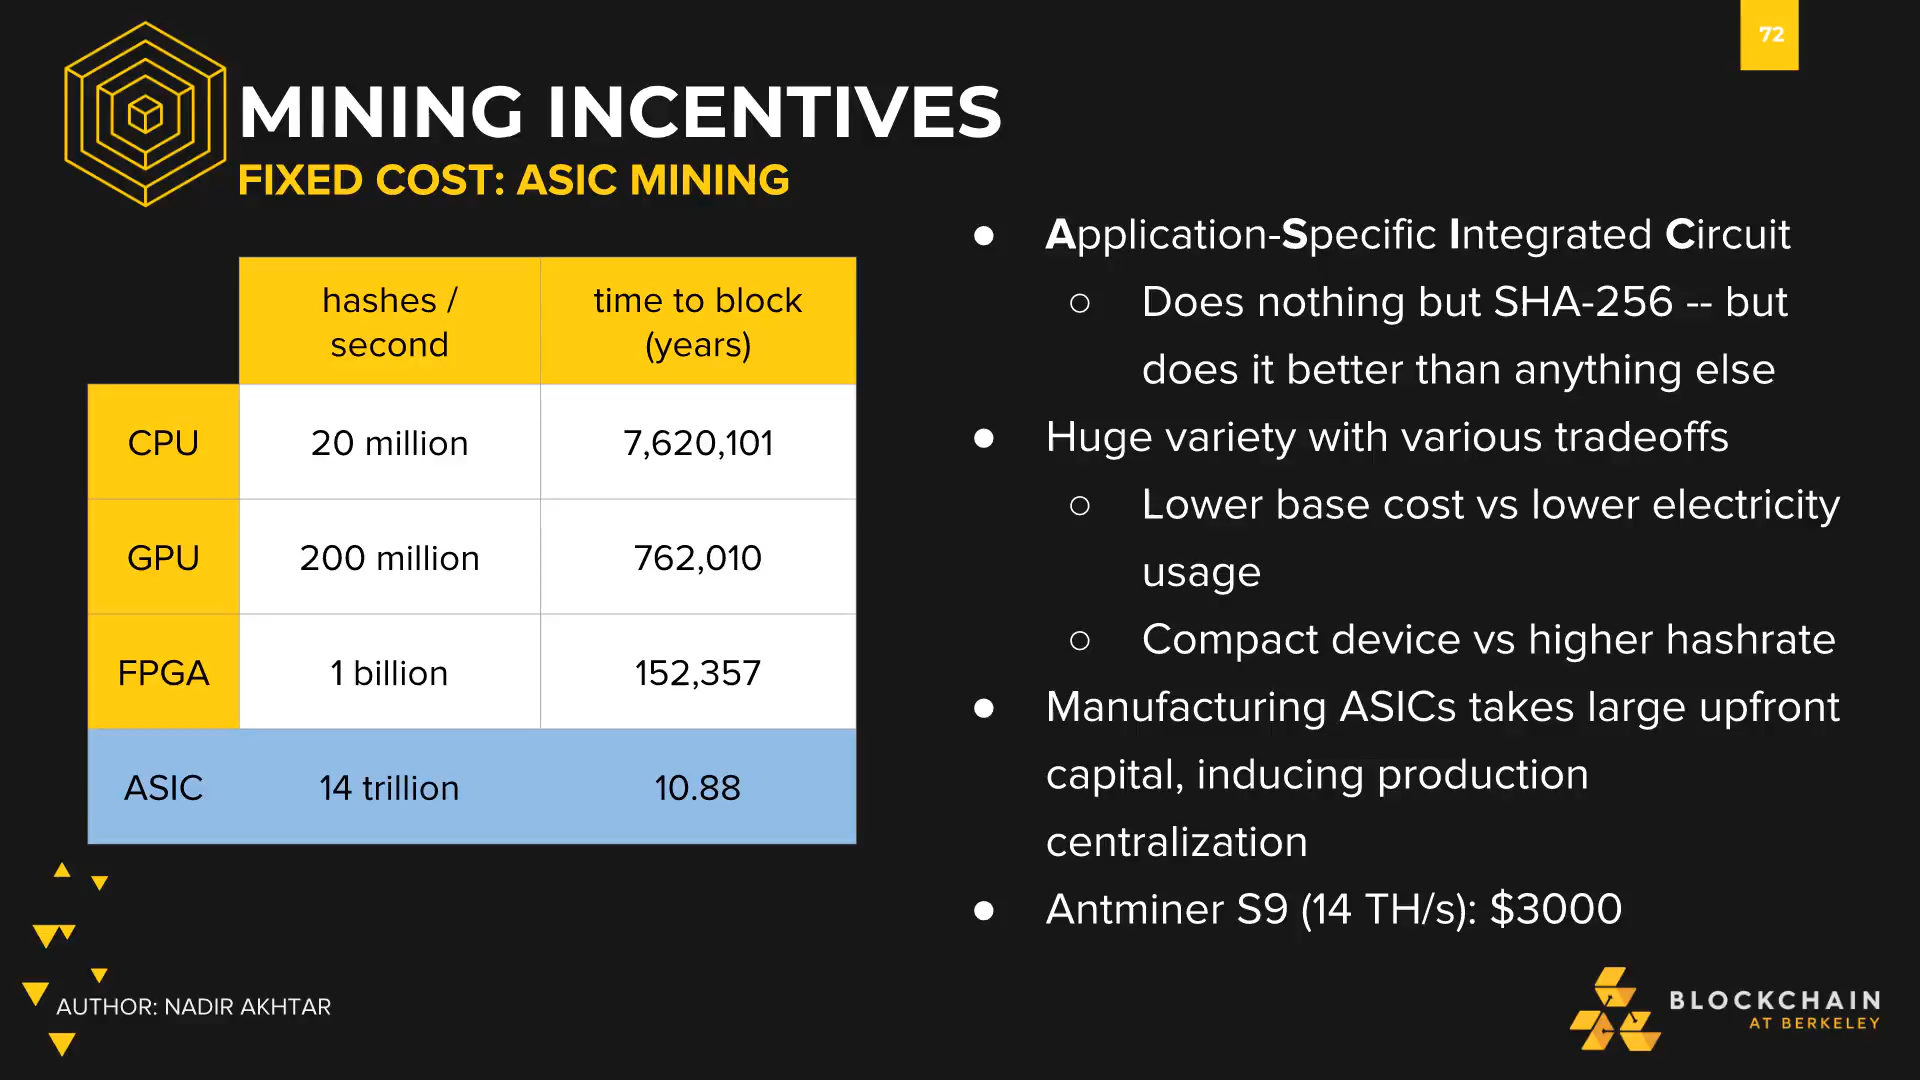 72
MINING INCENTIVES
FIXED COST: ASIC MINING
hashes /
second
time to block
(years)
CPU
20 million
7,620,101
GPU
200 million
762,010
FPGA
1 billion
152,357
ASIC
14 trillion
10.88
● Application-Specific Integrated Circuit
○ Does nothing but SHA-256 -- but
does it better than anything else
● Huge variety with various tradeoffs
○ Lower base cost vs lower electricity
usage
○ Compact device vs higher hashrate
● Manufacturing ASICs takes large upfront
capital, inducing production
centralization
● Antminer S9 (14 TH/s): $3000
AUTHOR: NADIR AKHTAR
BLOCKCHAIN
AT BERKELEY